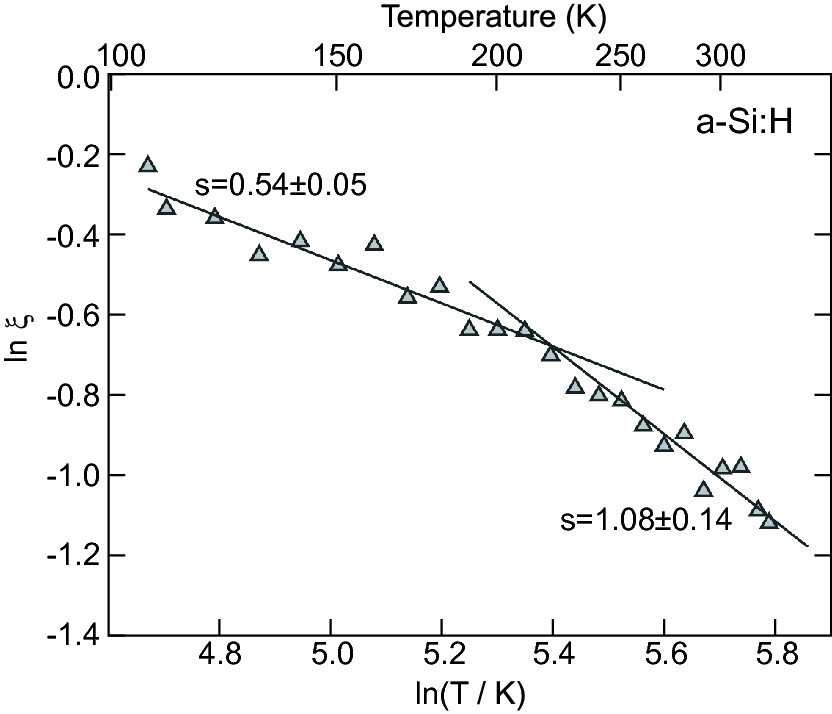 Temperature (K)
100 150 200 250 300
0.0
a-Si:H
-0.2
s=0.54±0.05
-0.4
-0.6
ln ξ
-0.8
-1.0
s=1.08±0.14
-1.2
-1.4
4.8 5.0 5.2 5.4 5.6 5.8
ln(T / K)